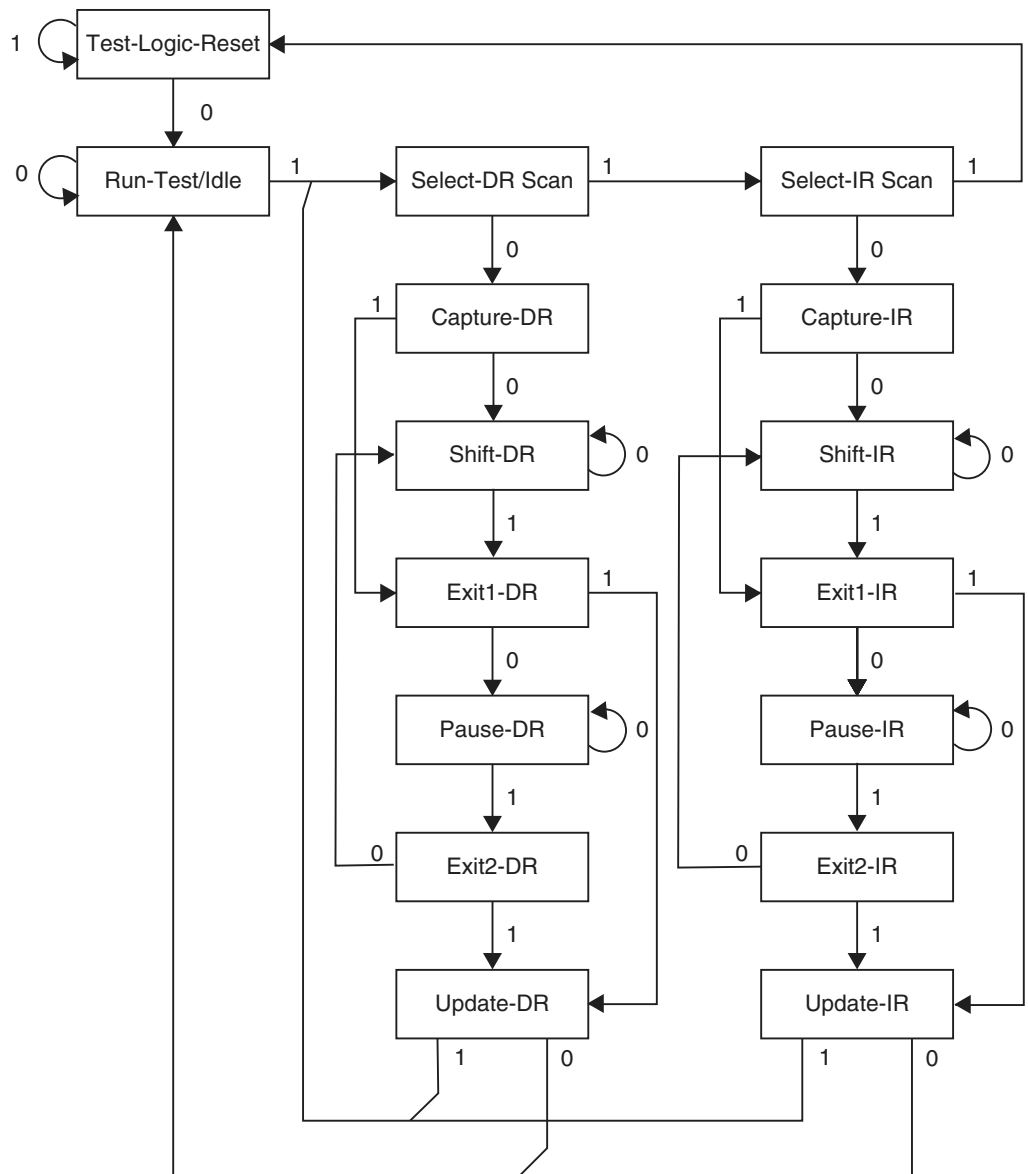 1 Test-Logic-Reset
0
0 Run-Test/Idle 1 Select-DR Scan 1 Select-IR Scan 1
0 0
1 Capture-DR 1 Capture-IR
0 0
Shift-DR 0 Shift-IR 0
1 1
Exit1-DR 1 Exit1-IR 1
0 0
Pause-DR 0 Pause-IR 0
1 1
0 Exit2-DR 0 Exit2-IR
1 1
Update-DR Update-IR
1 0 1 0